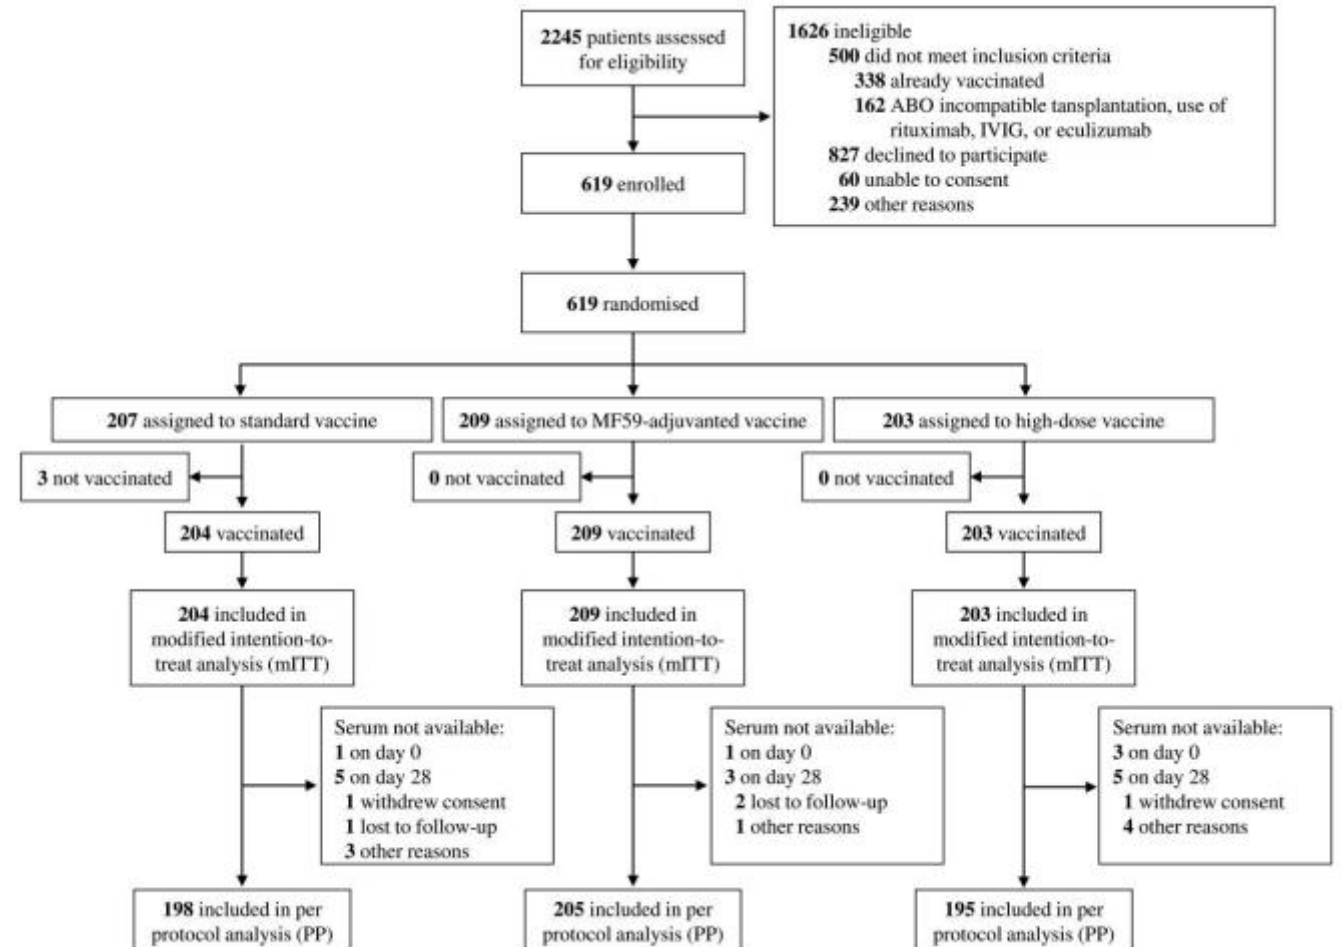 2245 patients assessed
for eligibility
1626 ineligible
500 did not meet inclusion criteria
338 already vaccinated
162 ABO incompatible tansplantation, use of
rituximab, IVIG, or eculizumab
827 declined to participate
60 unable to consent
239 other reasons
619 enrolled
619 randomised
207 assigned to standard vaccine
209 assigned to MF59-adjuvanted vaccine
203 assigned to high-dose vaccine
3 not vaccinated
0 not vaccinated
0 not vaccinated
204 vaccinated
209 vaccinated
203 vaccinated
204 included in
modified intention-to-
treat analysis (mITT)
209 included in
modified intention-to-
treat analysis (mITT)
203 included in
modified intention-to-
treat analysis (mITT)
Serum not available:
1 on day 0
5 on day 28
1 withdrew consent
1 lost to follow-up
3 other reasons
Serum not available:
1 on day 0
3 on day 28
2 lost to follow-up
1 other reasons
Serum not available:
3 on day 0
5 on day 28
1 withdrew consent
4 other reasons
198 included in per
protocol analysis (PP)
205 included in per
protocol analysis (PP)
195 included in per
protocol analysis (PP)